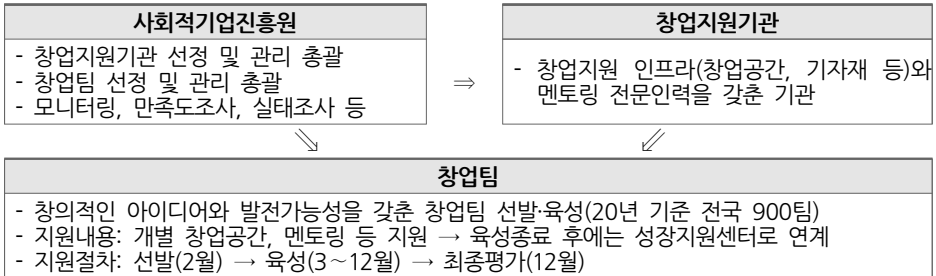 사회적기업진흥원
- 창업지원기관 선정 및 관리 총괄
- 창업팀 선정 및 관리 총괄
- 모니터링, 만족도조사, 실태조사 등
⇒
창업지원기관
- 창업지원 인프라(창업공간, 기자재 등)와
멘토링 전문인력을 갖춘 기관
⇘ ⇙
창업팀
- 창의적인 아이디어와 발전가능성을 갖춘 창업팀 선발·육성(20년 기준 전국 900팀)
- 지원내용: 개별 창업공간, 멘토링 등 지원 → 육성종료 후에는 성장지원센터로 연계
- 지원절차: 선발(2월) → 육성(3~12월) → 최종평가(12월)